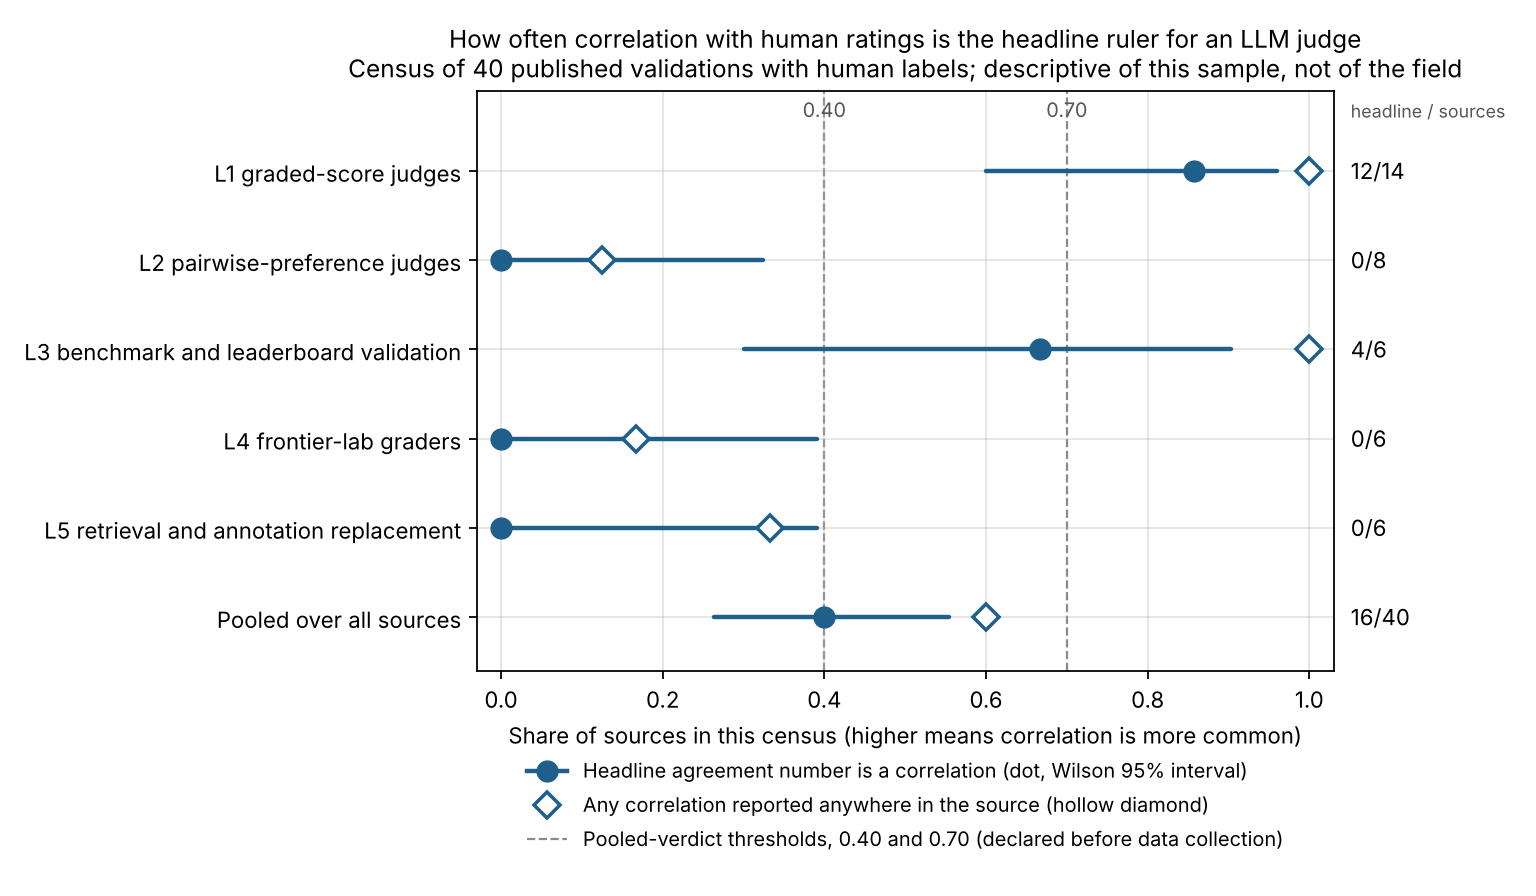 How often correlation with human ratings is the headline ruler for an LLM judge
Census of 40 published validations with human labels; descriptive of this sample, not of the field
0.40 0.70 headline / sources
L1 graded-score judges 12/14
L2 pairwise-preference judges 0/8
L3 benchmark and leaderboard validation 4/6
L4 frontier-lab graders 0/6
L5 retrieval and annotation replacement 0/6
Pooled over all sources 16/40
0.0 0.2 0.4 0.6 0.8 1.0
Share of sources in this census (higher means correlation is more common)
Headline agreement number is a correlation (dot, Wilson 95% interval)
Any correlation reported anywhere in the source (hollow diamond)
Pooled-verdict thresholds, 0.40 and 0.70 (declared before data collection)